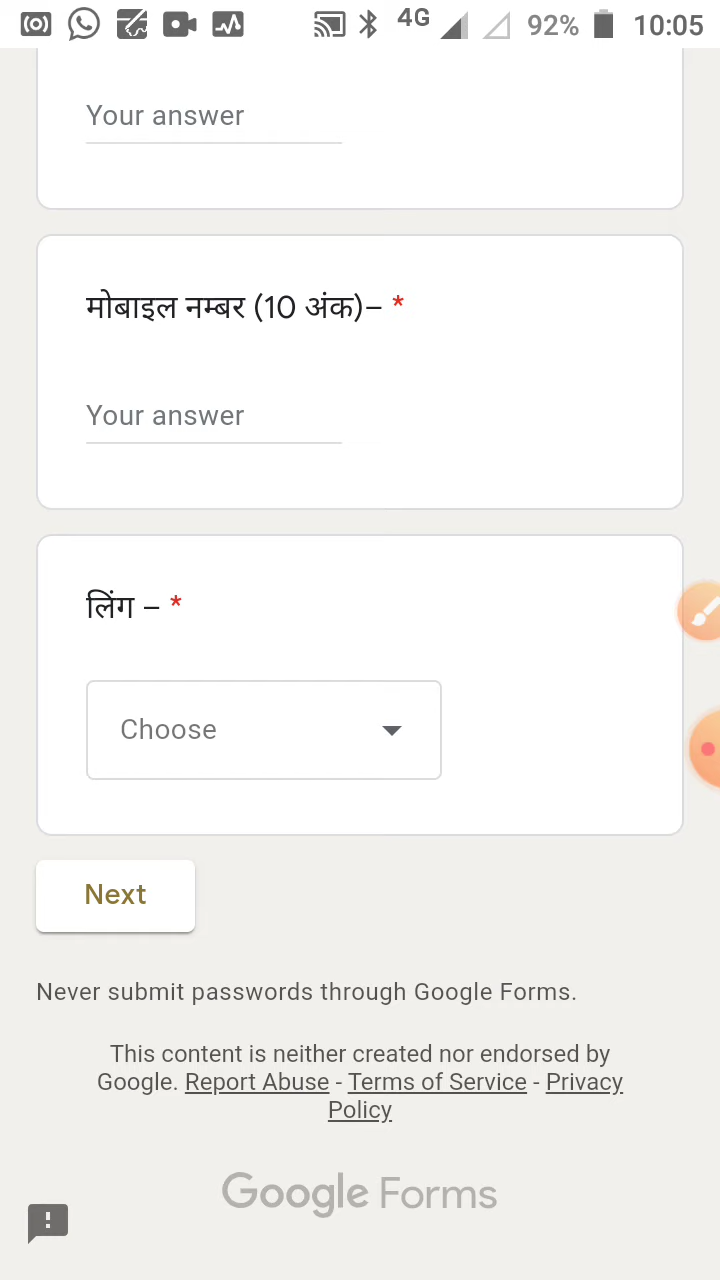 4G 92% 10:05
Your answer
मोबाइल नम्बर (10 अंक)– *
Your answer
लिंग – *
Choose
Next
Never submit passwords through Google Forms.
This content is neither created nor endorsed by
Google. Report Abuse - Terms of Service - Privacy
Policy
Google Forms